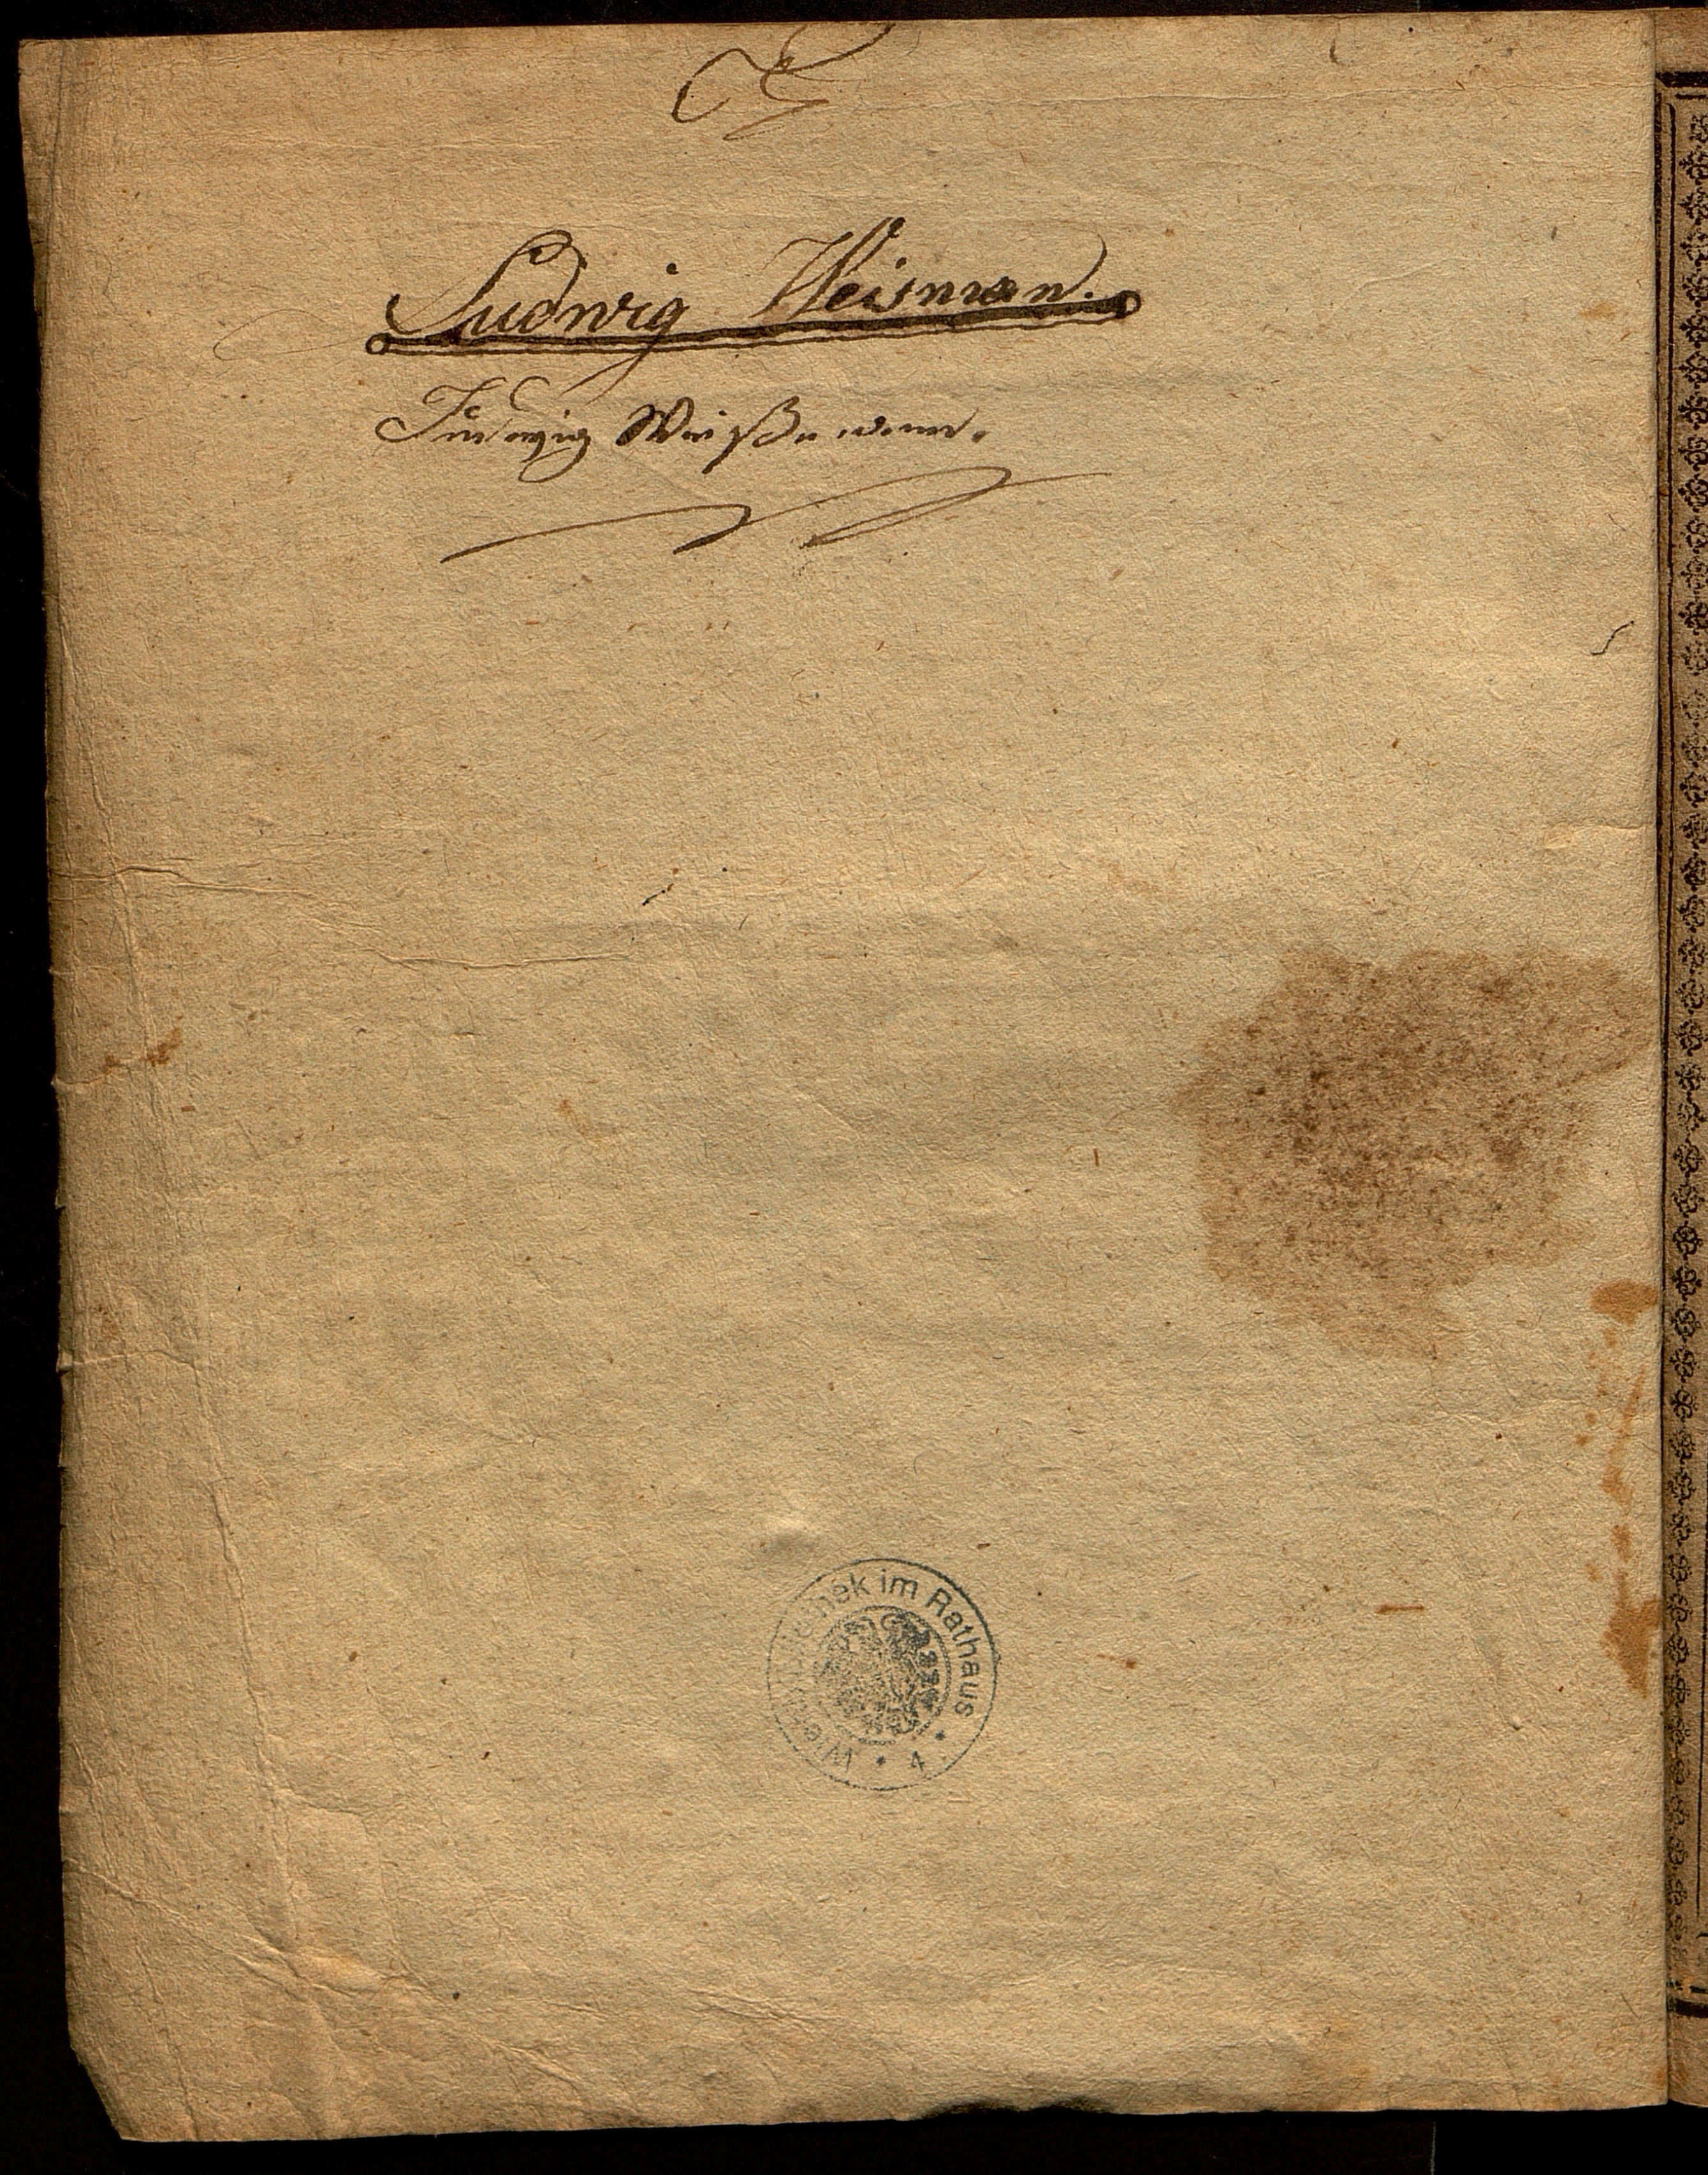 Ludwig Weisman.
Ludwig Weißmann.
Wienbibliothek im Rathaus * 4 *